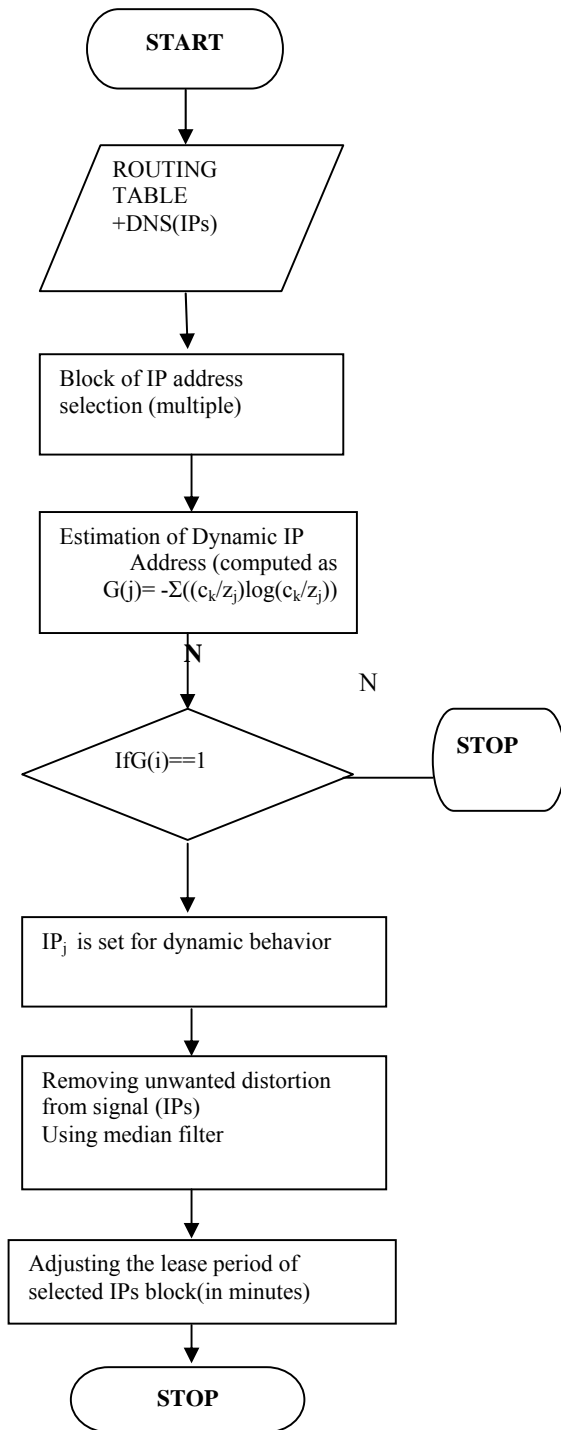 START
ROUTING
TABLE
+DNS(IPs)
Block of IP address
selection (multiple)
Estimation of Dynamic IP
Address (computed as
G(j)= -Σ((cₖ/zⱼ)log(cₖ/zⱼ))
N
N
IfG(i)==1
STOP
IPⱼ is set for dynamic behavior
Removing unwanted distortion
from signal (IPs)
Using median filter
Adjusting the lease period of
selected IPs block(in minutes)
STOP